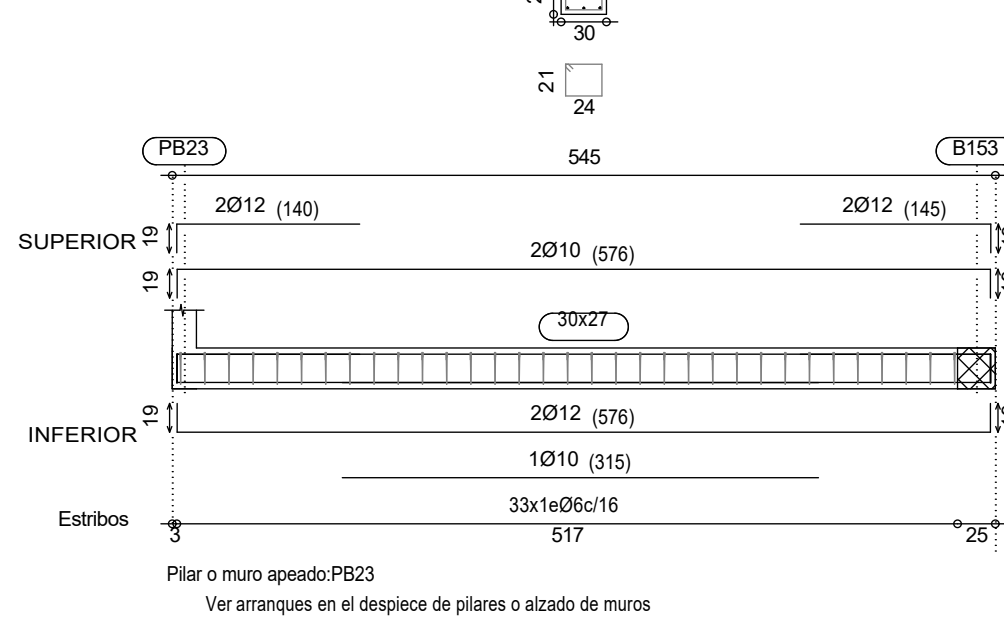 30
21
24
PB23
545
B153
2Ø12 (140)
2Ø12 (145)
SUPERIOR
19
2Ø10 (576)
19
30x27
19
2Ø12 (576)
INFERIOR
1Ø10 (315)
33x1eØ6c/16
Estribos
3
517
25
Pilar o muro apeado:PB23
Ver arranques en el despiece de pilares o alzado de muros